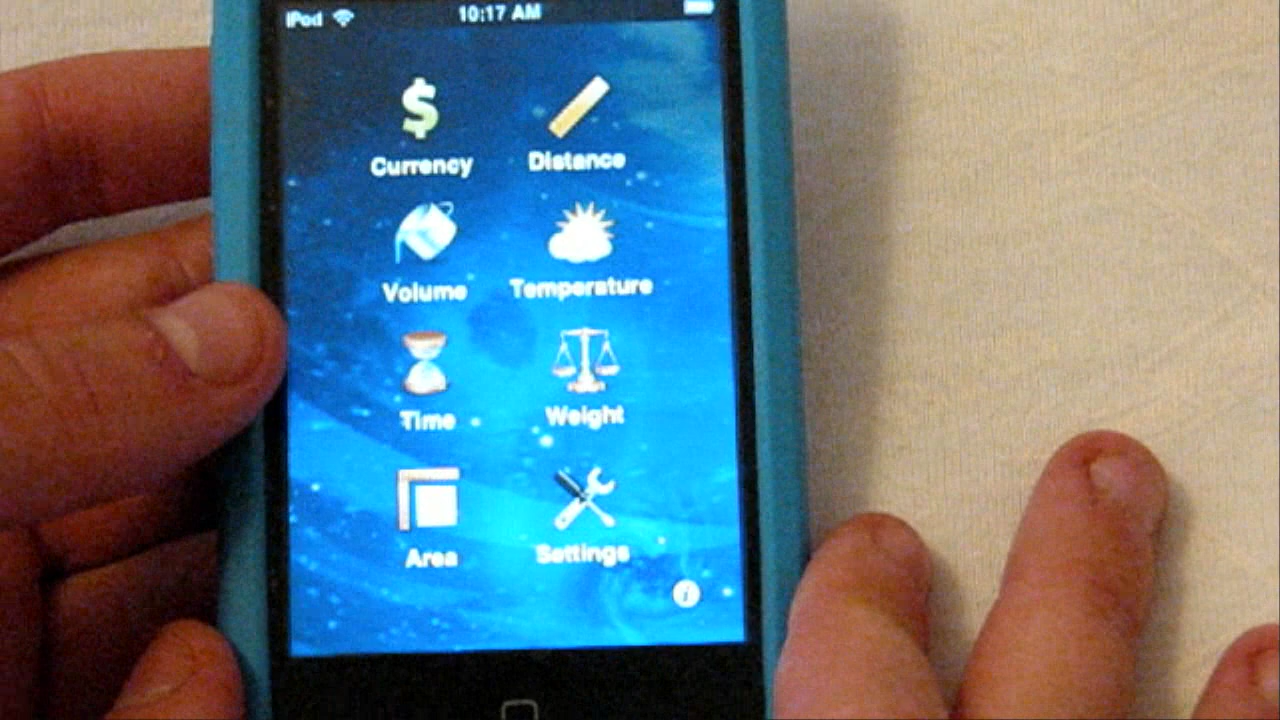 iPod 10:17 AM
Currency Distance
Volume Temperature
Time Weight
Area Settings
i